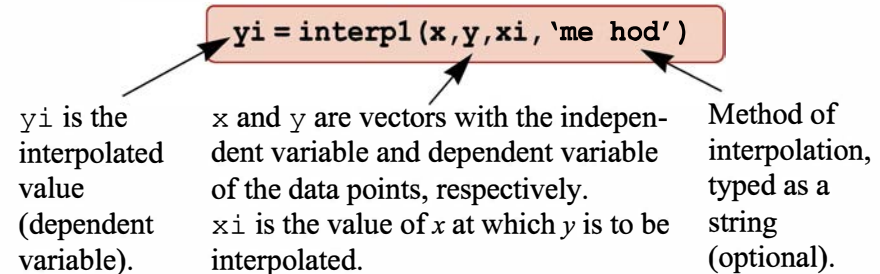 yi = interp1(x,y,xi,‘me hod’)
yi is the
interpolated
value
(dependent
variable).
x and y are vectors with the indepen-
dent variable and dependent variable
of the data points, respectively.
xi is the value of x at which y is to be
interpolated.
Method of
interpolation,
typed as a
string
(optional).